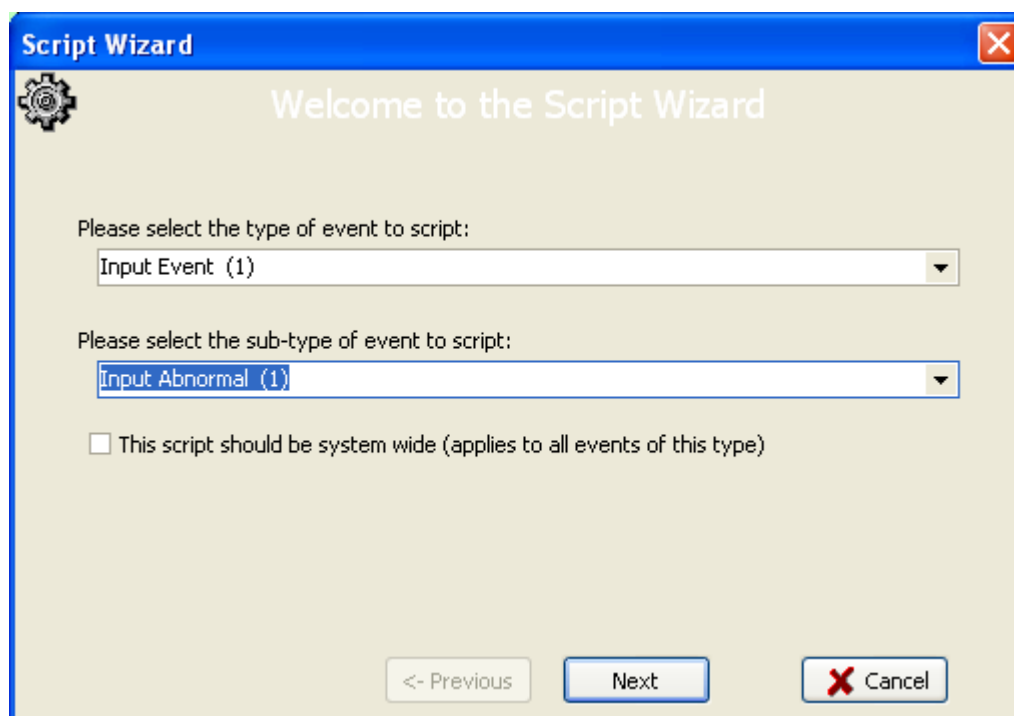 Script Wizard
Welcome to the Script Wizard
Please select the type of event to script:
Input Event (1)
Please select the sub-type of event to script:
Input Abnormal (1)
This script should be system wide (applies to all events of this type)
<- Previous
Next
Cancel